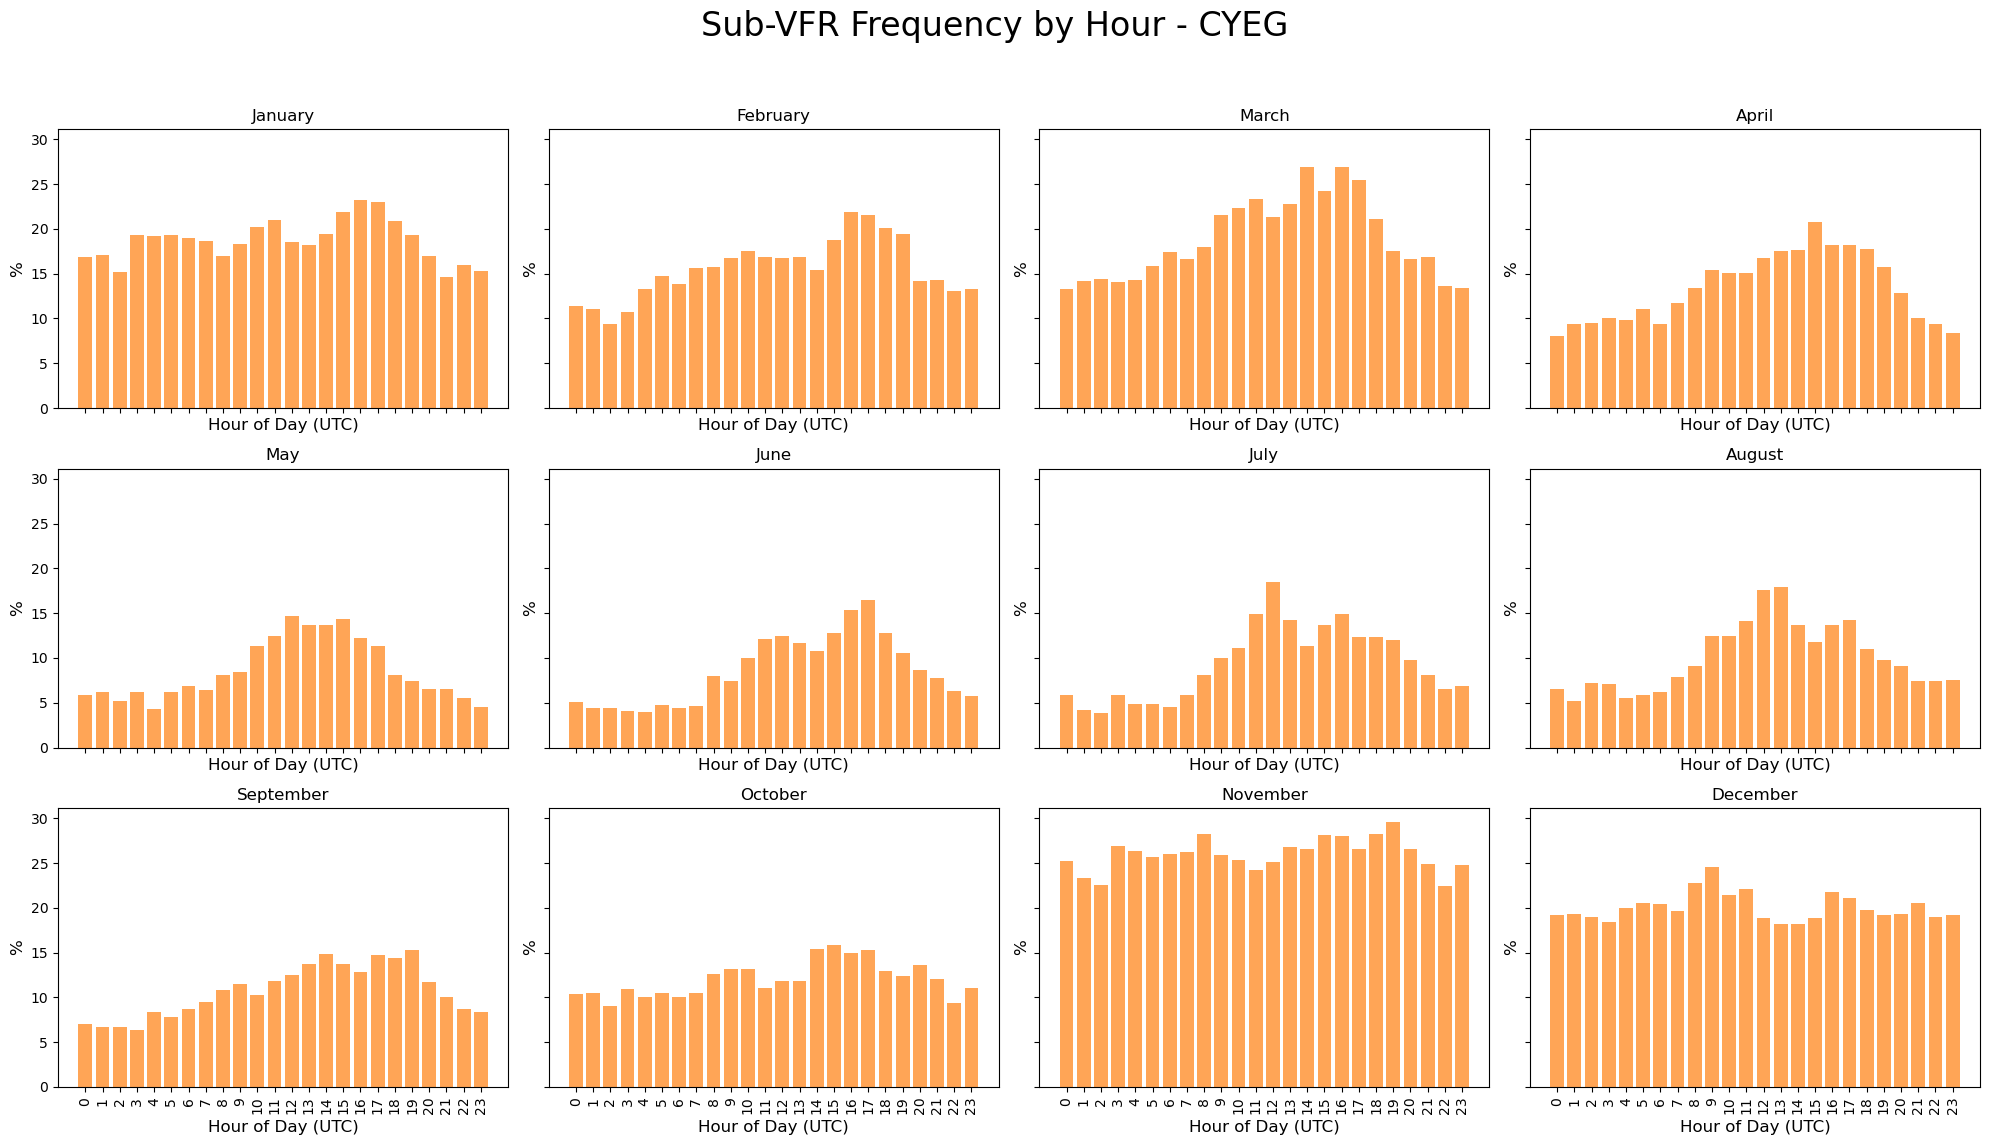 Sub-VFR Frequency by Hour - CYEG
January
February
March
April
30
25
20
15
10
5
0
%
%
%
%
Hour of Day (UTC)
Hour of Day (UTC)
Hour of Day (UTC)
Hour of Day (UTC)
May
June
July
August
30
25
20
15
10
5
0
%
%
%
%
Hour of Day (UTC)
Hour of Day (UTC)
Hour of Day (UTC)
Hour of Day (UTC)
September
October
November
December
30
25
20
15
10
5
0
%
%
%
%
0 1 2 3 4 5 6 7 8 9 10 11 12 13 14 15 16 17 18 19 20 21 22 23
0 1 2 3 4 5 6 7 8 9 10 11 12 13 14 15 16 17 18 19 20 21 22 23
0 1 2 3 4 5 6 7 8 9 10 11 12 13 14 15 16 17 18 19 20 21 22 23
0 1 2 3 4 5 6 7 8 9 10 11 12 13 14 15 16 17 18 19 20 21 22 23
Hour of Day (UTC)
Hour of Day (UTC)
Hour of Day (UTC)
Hour of Day (UTC)